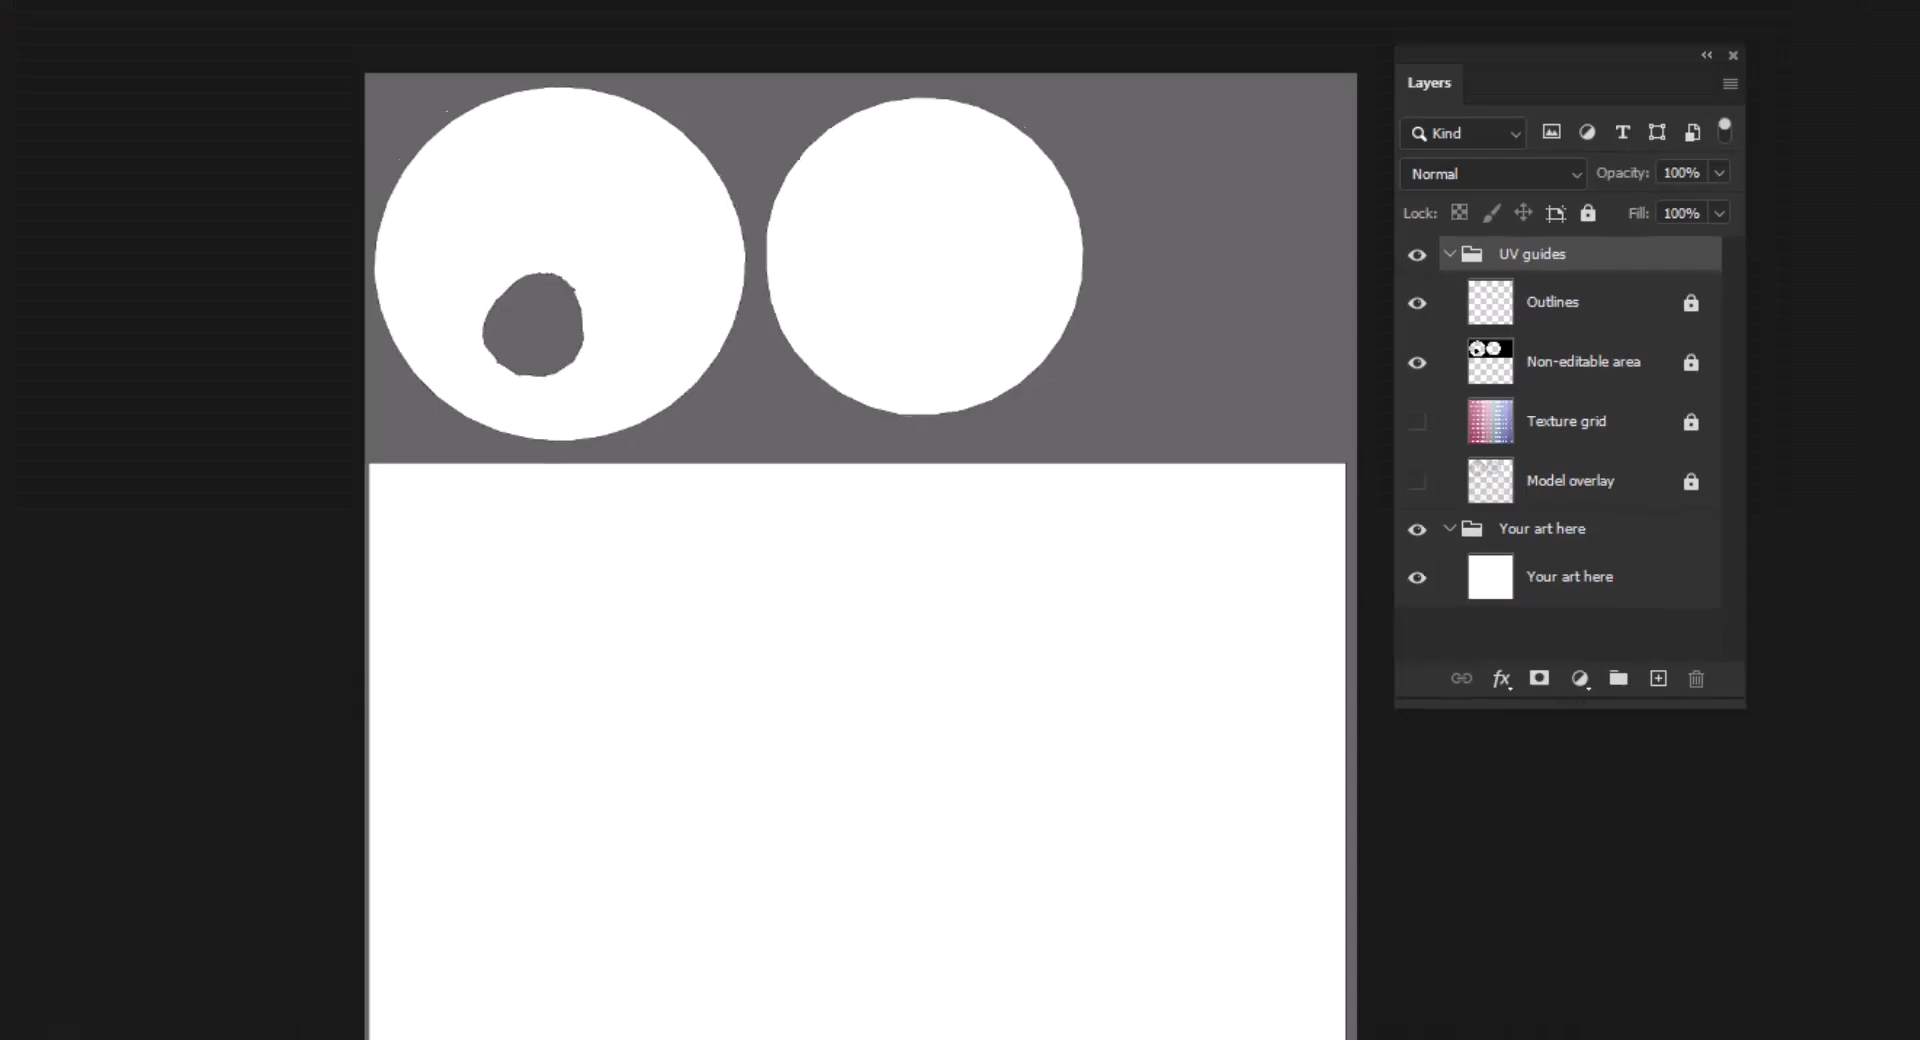 Layers
Kind
Normal
Opacity: 100%
Lock:
Fill: 100%
UV guides
Outlines
Non-editable area
Texture grid
Model overlay
Your art here
Your art here
fx